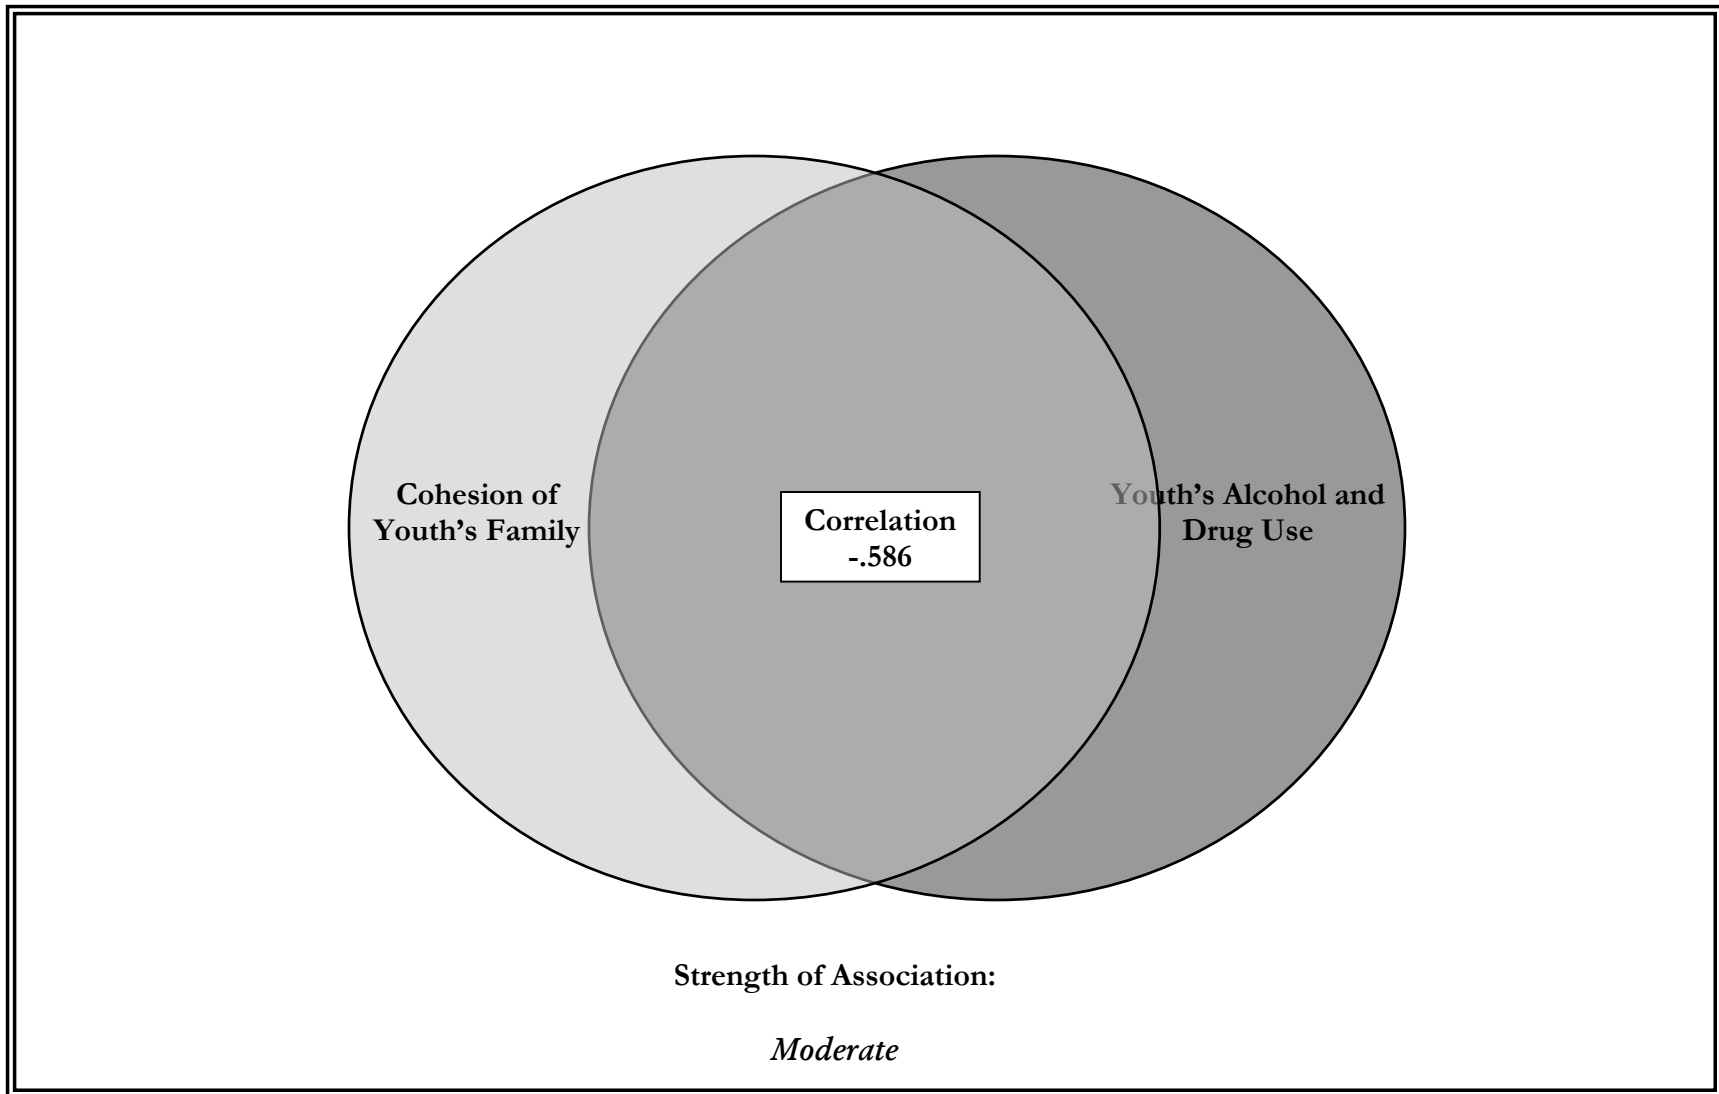 Cohesion of
Youth’s Family
Correlation
-.586
Youth’s Alcohol and
Drug Use
Strength of Association:
Moderate